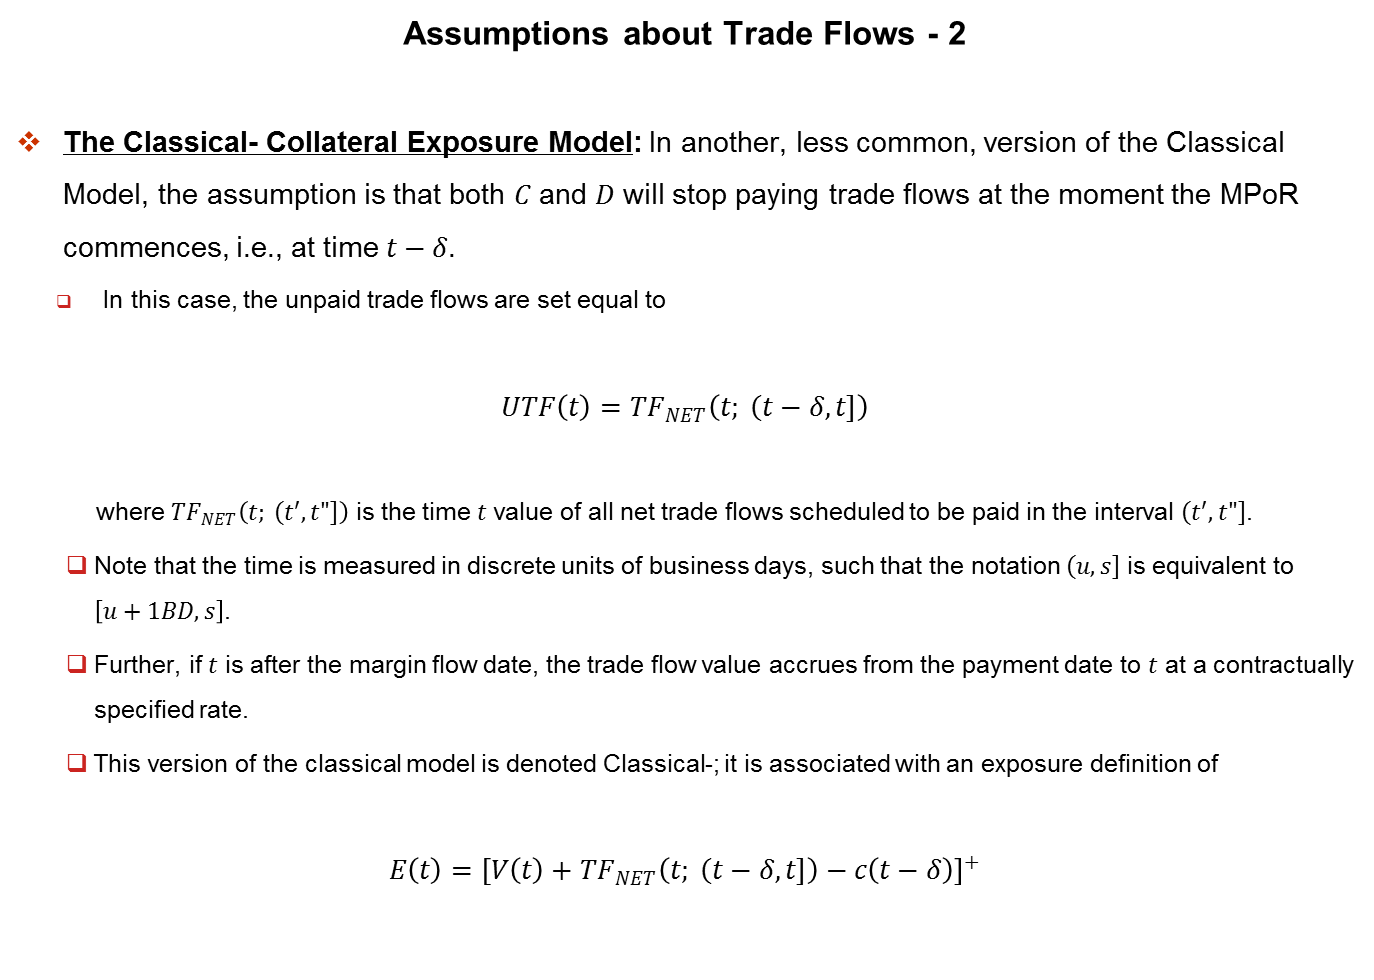 Assumptions about Trade Flows - 2
❖ The Classical- Collateral Exposure Model: In another, less common, version of the Classical
Model, the assumption is that both 𝐶 and 𝐷 will stop paying trade flows at the moment the MPoR
commences, i.e., at time 𝑡 − 𝛿.
❑ In this case, the unpaid trade flows are set equal to
𝑈𝑇𝐹(𝑡) = 𝑇𝐹_{𝑁𝐸𝑇}(𝑡; (𝑡 − 𝛿, 𝑡])
where 𝑇𝐹_{𝑁𝐸𝑇}(𝑡; (𝑡′, 𝑡"]) is the time 𝑡 value of all net trade flows scheduled to be paid in the interval (𝑡′, 𝑡"].
❑ Note that the time is measured in discrete units of business days, such that the notation (𝑢, 𝑠] is equivalent to
[𝑢 + 1𝐵𝐷, 𝑠].
❑ Further, if 𝑡 is after the margin flow date, the trade flow value accrues from the payment date to 𝑡 at a contractually
specified rate.
❑ This version of the classical model is denoted Classical-; it is associated with an exposure definition of
𝐸(𝑡) = [𝑉(𝑡) + 𝑇𝐹_{𝑁𝐸𝑇}(𝑡; (𝑡 − 𝛿, 𝑡]) − 𝑐(𝑡 − 𝛿)]⁺